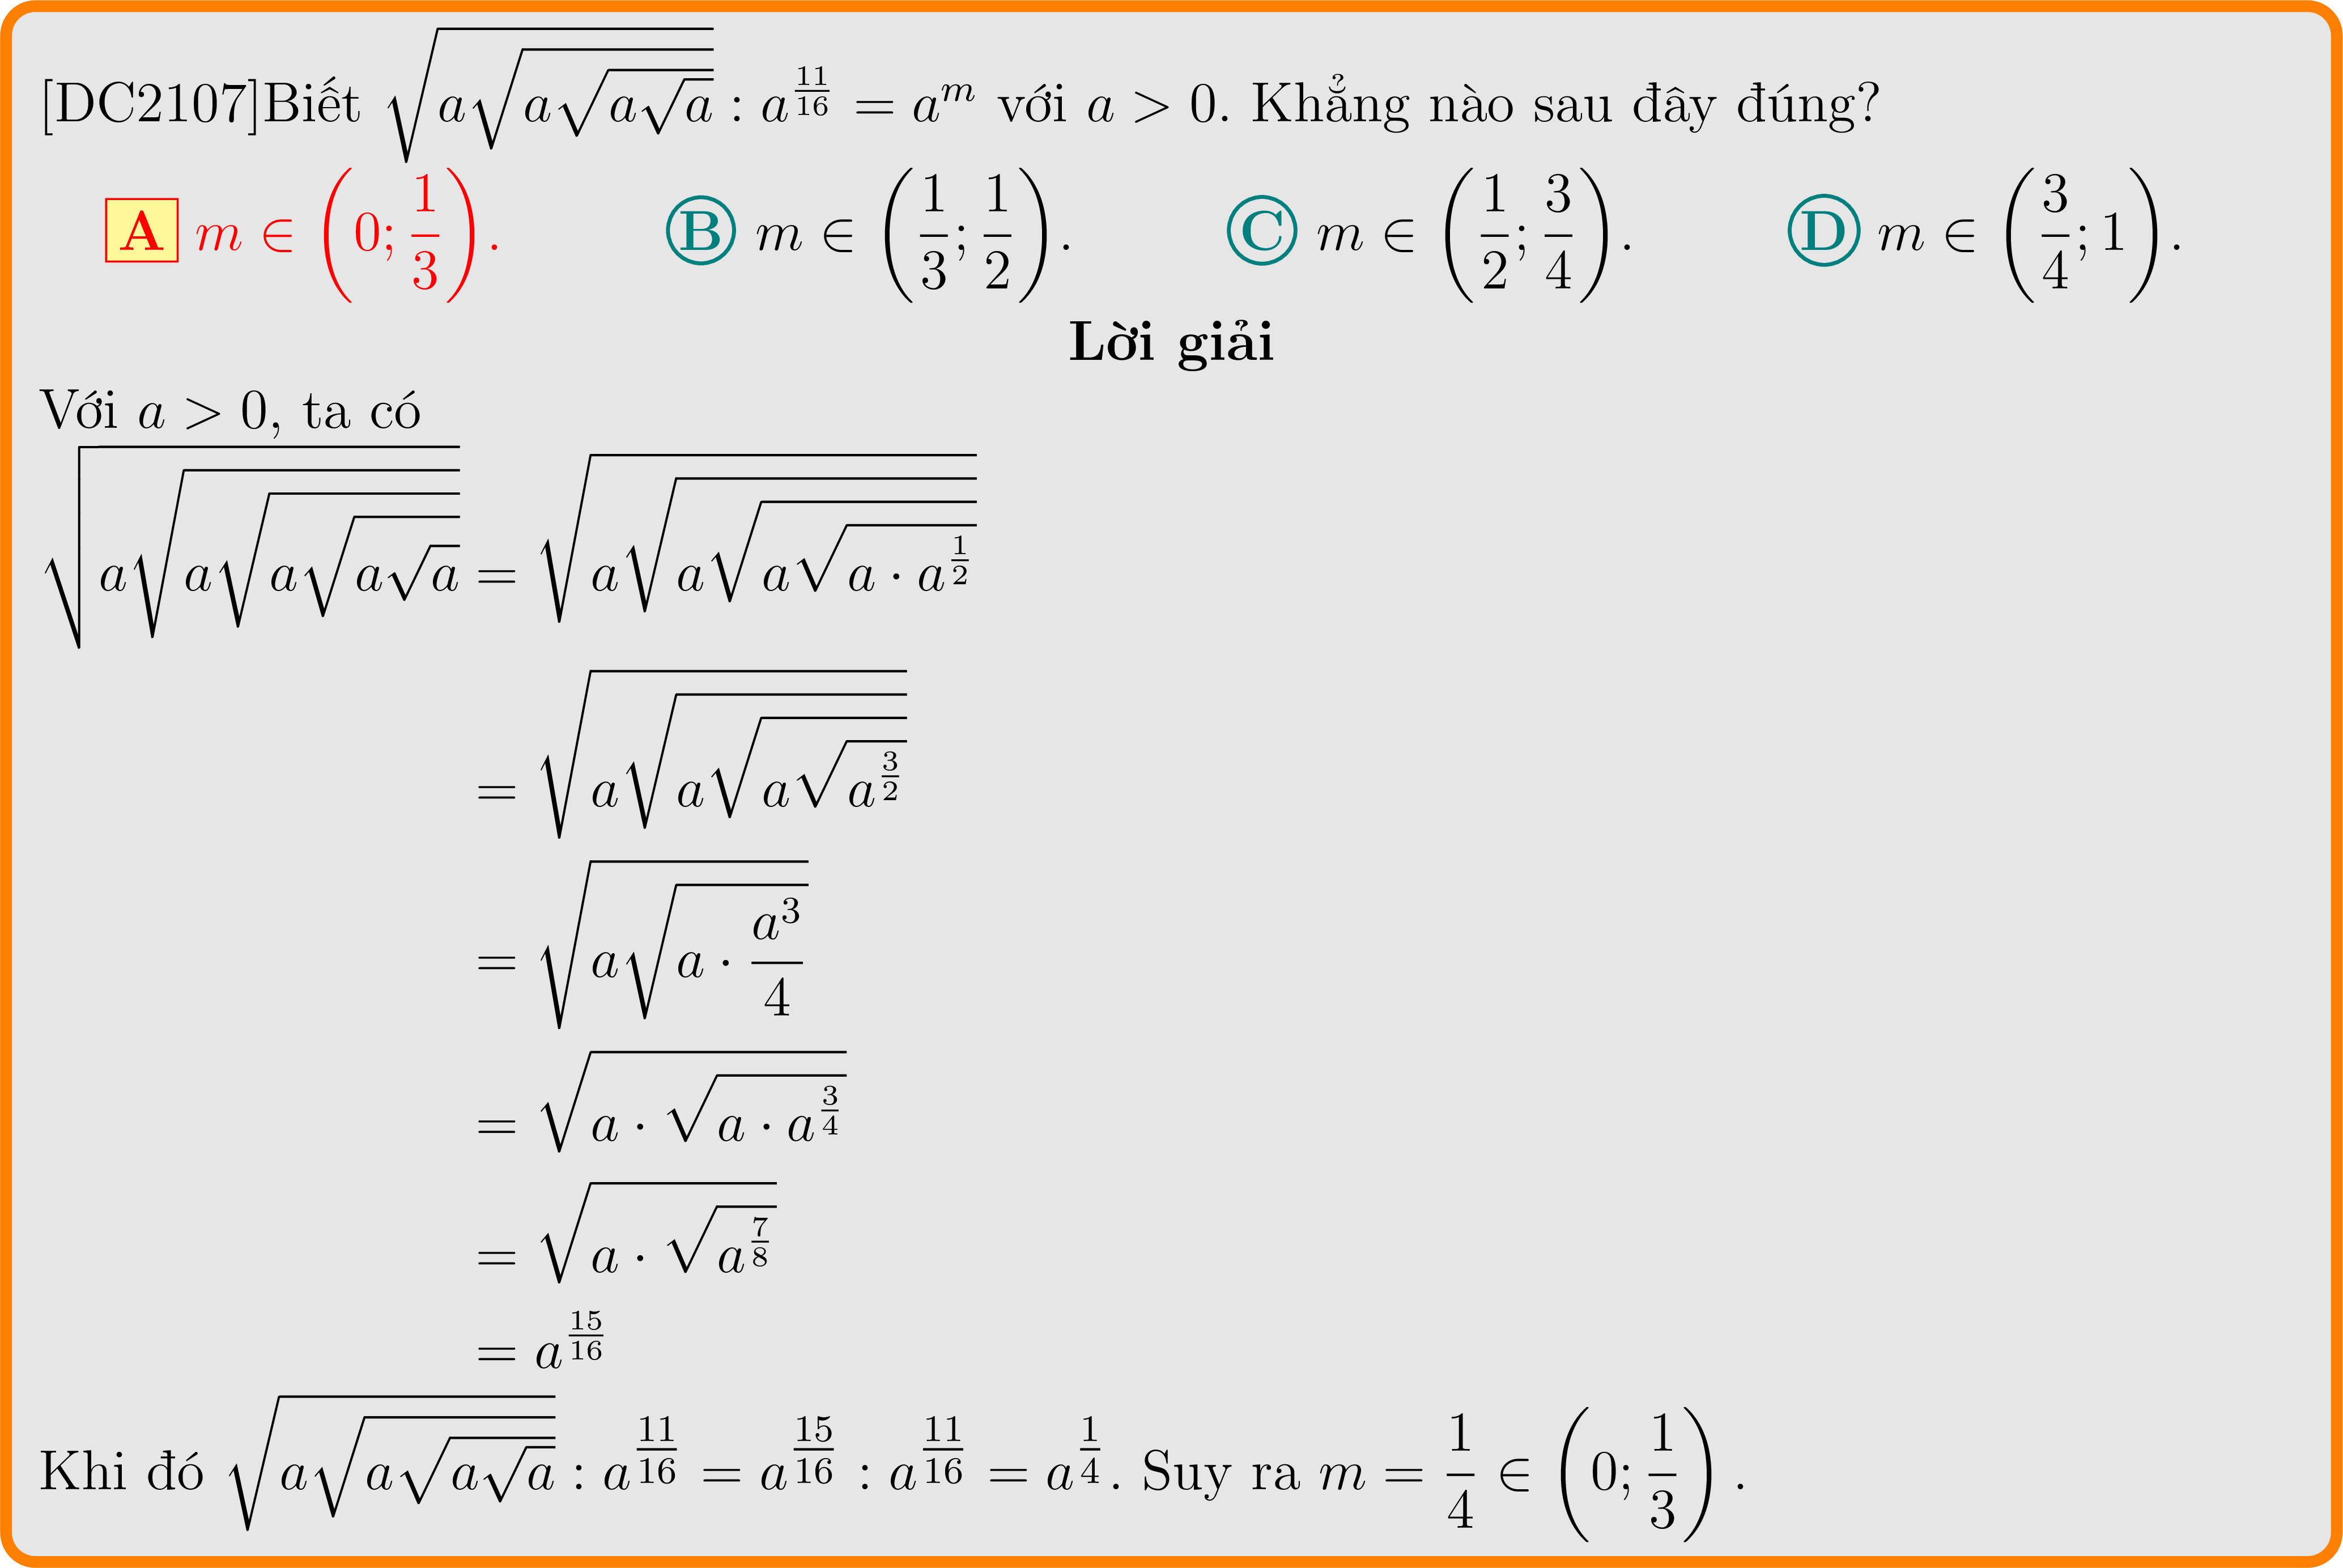 [DC2107]Biết $\sqrt{a\sqrt{a\sqrt{a\sqrt{a}}}} : a^{\frac{11}{16}} = a^m$ với $a > 0$. Khẳng nào sau đây đúng?
A $m \in \left(0; \frac{1}{3}\right)$. B $m \in \left(\frac{1}{3}; \frac{1}{2}\right)$. C $m \in \left(\frac{1}{2}; \frac{3}{4}\right)$. D $m \in \left(\frac{3}{4}; 1\right)$.
Lời giải
Với $a > 0$, ta có
$\sqrt{a\sqrt{a\sqrt{a\sqrt{a\sqrt{a}}}}} = \sqrt{a\sqrt{a\sqrt{a\sqrt{a \cdot a^{\frac{1}{2}}}}}}$
$= \sqrt{a\sqrt{a\sqrt{a\sqrt{a^{\frac{3}{2}}}}}}$
$= \sqrt{a\sqrt{a \cdot \frac{a^3}{4}}}$
$= \sqrt{a \cdot \sqrt{a \cdot a^{\frac{3}{4}}}}$
$= \sqrt{a \cdot \sqrt{a^{\frac{7}{8}}}}$
$= a^{\frac{15}{16}}$
Khi đó $\sqrt{a\sqrt{a\sqrt{a\sqrt{a}}}} : a^{\frac{11}{16}} = a^{\frac{15}{16}} : a^{\frac{11}{16}} = a^{\frac{1}{4}}$. Suy ra $m = \frac{1}{4} \in \left(0; \frac{1}{3}\right)$.